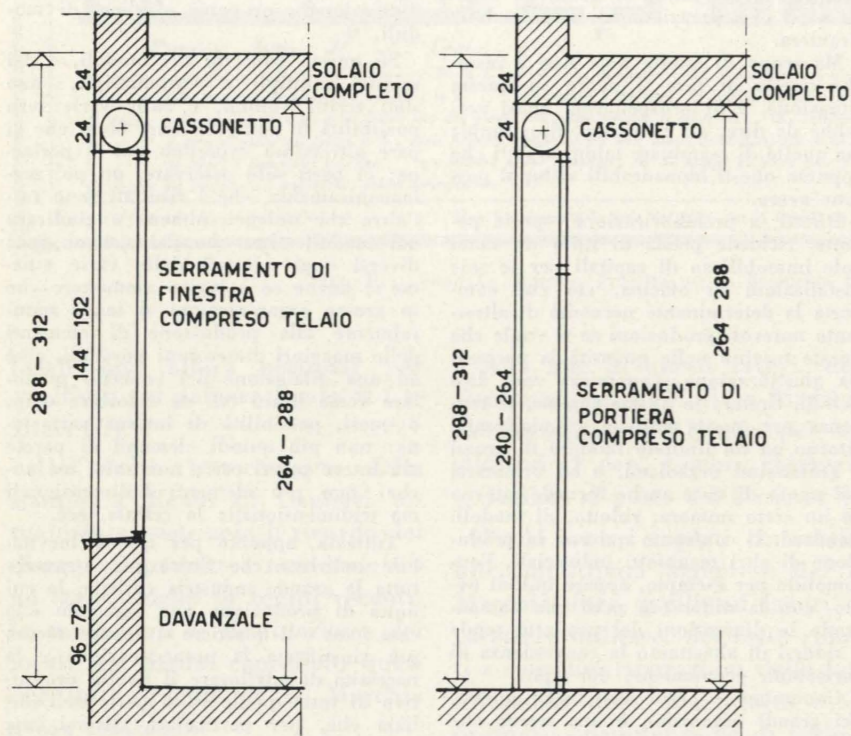 24
SOLAIO
COMPLETO
24
CASSONETTO
SERRAMENTO DI
FINESTRA
COMPRESO TELAIO
288-312
144-192
264-288
DAVANZALE
96-72
24
SOLAIO
COMPLETO
24
CASSONETTO
264-288
288-312
240-264
SERRAMENTO DI
PORTIERA
COMPRESO TELAIO